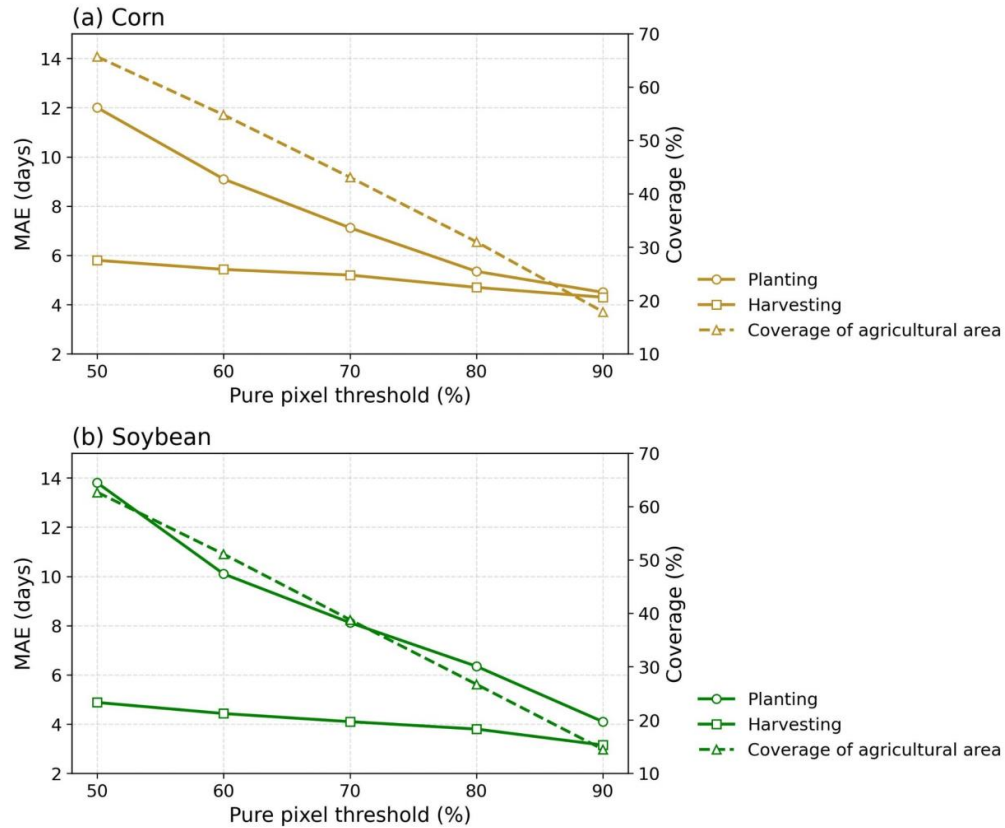 (a) Corn
14
12
10
8
6
4
2
MAE (days)
70
60
50
40
30
20
10
Coverage (%)
50 60 70 80 90
Pure pixel threshold (%)
Planting
Harvesting
Coverage of agricultural area
(b) Soybean
14
12
10
8
6
4
2
MAE (days)
70
60
50
40
30
20
10
Coverage (%)
50 60 70 80 90
Pure pixel threshold (%)
Planting
Harvesting
Coverage of agricultural area